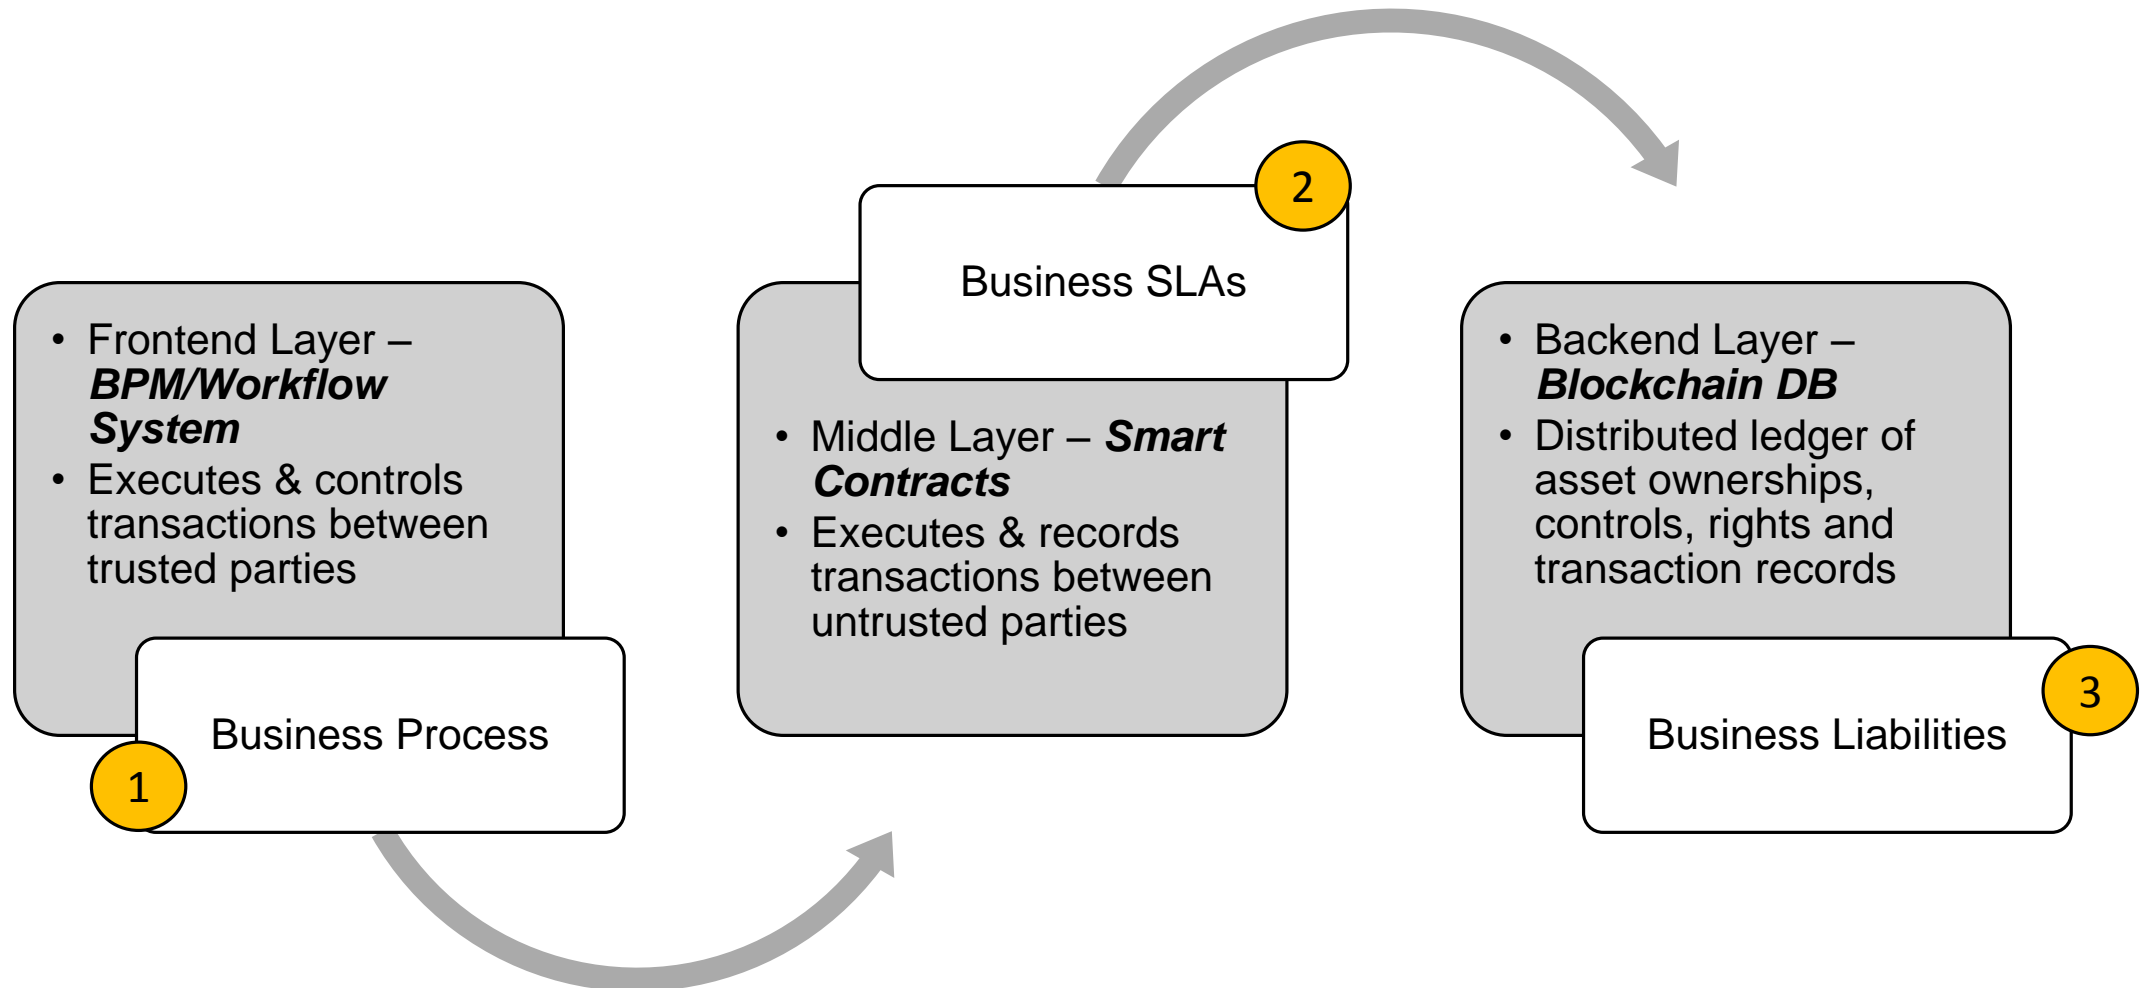 • Frontend Layer –
BPM/Workflow
System
• Executes & controls
transactions between
trusted parties
Business Process
1
Business SLAs
2
• Middle Layer – Smart
Contracts
• Executes & records
transactions between
untrusted parties
• Backend Layer –
Blockchain DB
• Distributed ledger of
asset ownerships,
controls, rights and
transaction records
Business Liabilities
3